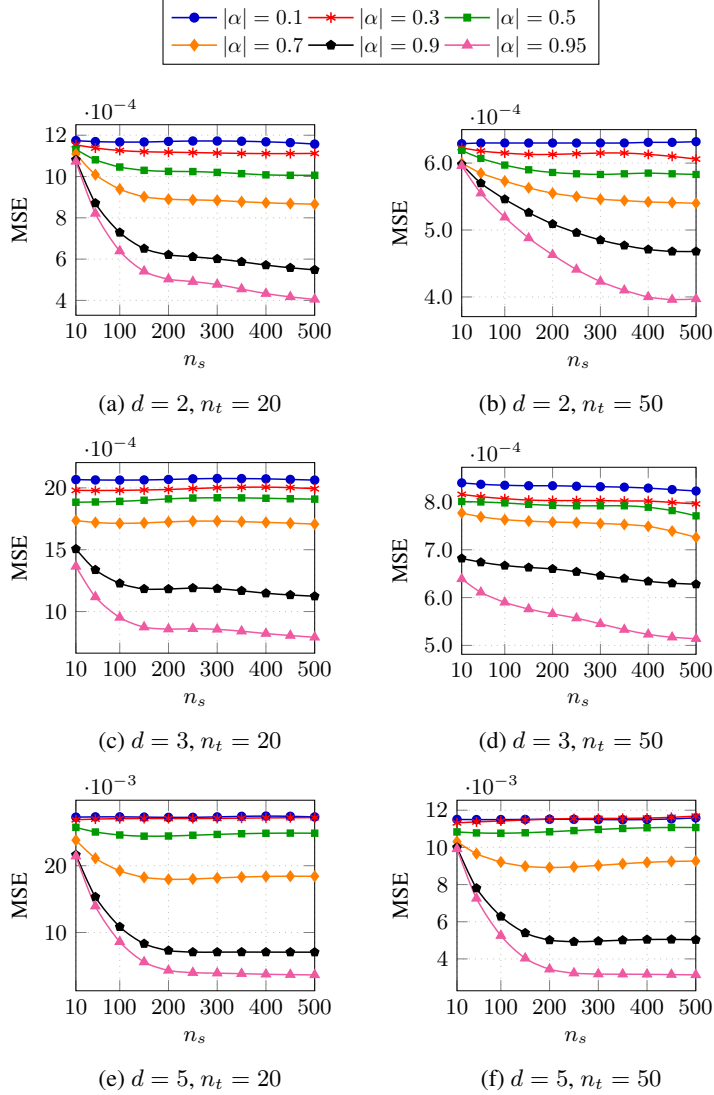 |α| = 0.1 |α| = 0.3 |α| = 0.5
|α| = 0.7 |α| = 0.9 |α| = 0.95
·10⁻⁴
12
10
8
6
4
MSE
10 100 200 300 400 500
n_s
(a) d = 2, n_t = 20
·10⁻⁴
6.0
5.0
4.0
MSE
10 100 200 300 400 500
n_s
(b) d = 2, n_t = 50
·10⁻⁴
20
15
10
MSE
10 100 200 300 400 500
n_s
(c) d = 3, n_t = 20
·10⁻⁴
8.0
7.0
6.0
5.0
MSE
10 100 200 300 400 500
n_s
(d) d = 3, n_t = 50
·10⁻³
20
10
MSE
10 100 200 300 400 500
n_s
(e) d = 5, n_t = 20
·10⁻³
12
10
8
6
4
MSE
10 100 200 300 400 500
n_s
(f) d = 5, n_t = 50